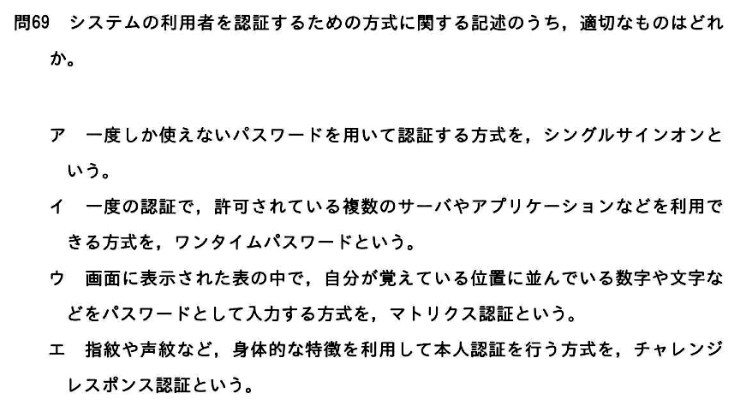 問69　システムの利用者を認証するための方式に関する記述のうち，適切なものはどれ
か。
ア　一度しか使えないパスワードを用いて認証する方式を，シングルサインオンと
いう。
イ　一度の認証で，許可されている複数のサーバやアプリケーションなどを利用で
きる方式を，ワンタイムパスワードという。
ウ　画面に表示された表の中で，自分が覚えている位置に並んでいる数字や文字な
どをパスワードとして入力する方式を，マトリクス認証という。
エ　指紋や声紋など，身体的な特徴を利用して本人認証を行う方式を，チャレンジ
レスポンス認証という。